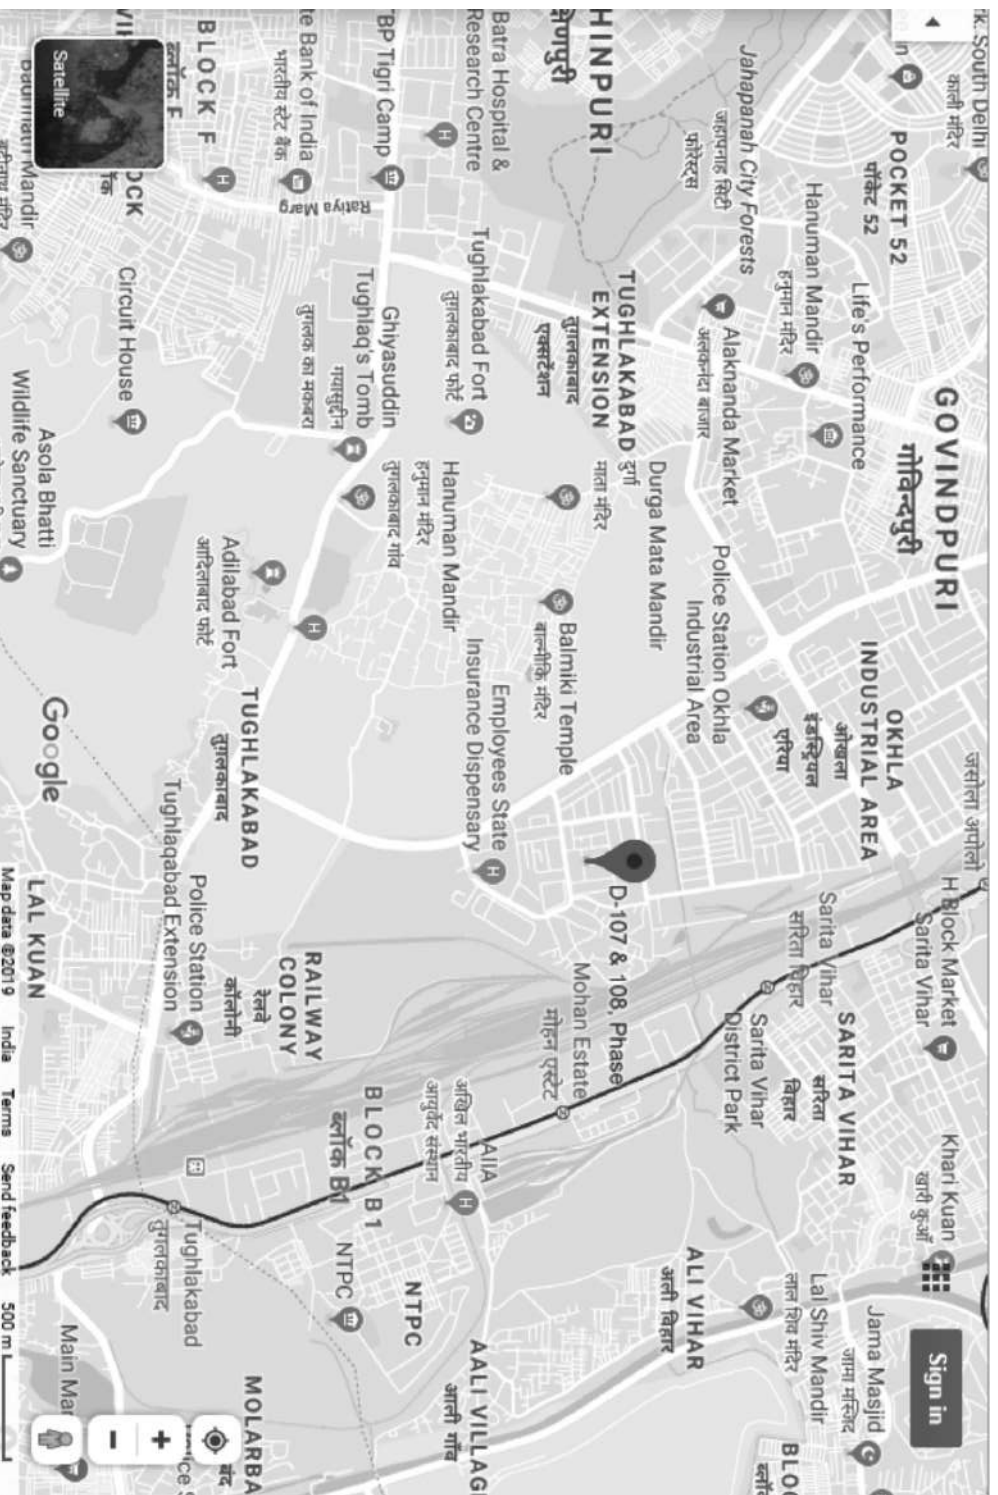 k. South Delhi
काली मंदिर
POCKET 52
पॉकेट 52
Hanuman Mandir
हनुमान मंदिर
Life's Performance
GOVINDPURI
गोविन्दपुरी
Jahapanah City Forests
जहापनाह सिटी
फॉरेस्ट्स
Alaknanda Market
अलकनंदा बाजार
HINPURI
TUGHLAKABAD
EXTENSION
तुग़लकाबाद
एक्सटेंशन
Durga Mata Mandir
दुर्गा
माता मंदिर
Police Station Okhla
Industrial Area
OKHLA
INDUSTRIAL AREA
ओखला
इंडस्ट्रियल
एरिया
जसोला अपोलो
H Block Market
Sarita Vihar
Sarita Vihar
सरिता विहार
SARITA VIHAR
सरिता
विहार
Sarita Vihar
District Park
Khari Kuan
खारी कुआँ
Sign in
Jama Masjid
जामा मस्जिद
Lal Shiv Mandir
लाल शिव मंदिर
ALI VIHAR
अली विहार
Batra Hospital &
Research Centre
Tughlakabad Fort
तुग़लकाबाद फोर्ट
TBP Tigri Camp
te Bank of India
भारतीय स्टेट बैंक
Ratiya Marg
BLOCK F
ब्लॉक F
Satellite
Ghiyasuddin
Tughlaq's Tomb
गयासुद्दीन
तुगलक का मकबरा
Hanuman Mandir
हनुमान मंदिर
तुगलकाबाद गांव
Balmiki Temple
बाल्मीकि मंदिर
Employees State
Insurance Dispensary
D-107 & 108, Phase
Mohan Estate
मोहन एस्टेट
AIIA
अखिल भारतीय
आयुर्वेद संस्थान
BLOCK B1
ब्लॉक B1
NTPC
NTPC
AALI VILLAG
आली गाँव
Circuit House
Asola Bhatti
Wildlife Sanctuary
Adilabad Fort
आदिलाबाद फोर्ट
TUGHLAKABAD
तुग़लकाबाद
RAILWAY
COLONY
रेलवे
कॉलोनी
Police Station
Tughlaqabad Extension
Tughlakabad
तुगलकाबाद
LAL KUAN
MOLARBA
Main Mar
Google
Map data ©2019 India Terms Send feedback 500 m